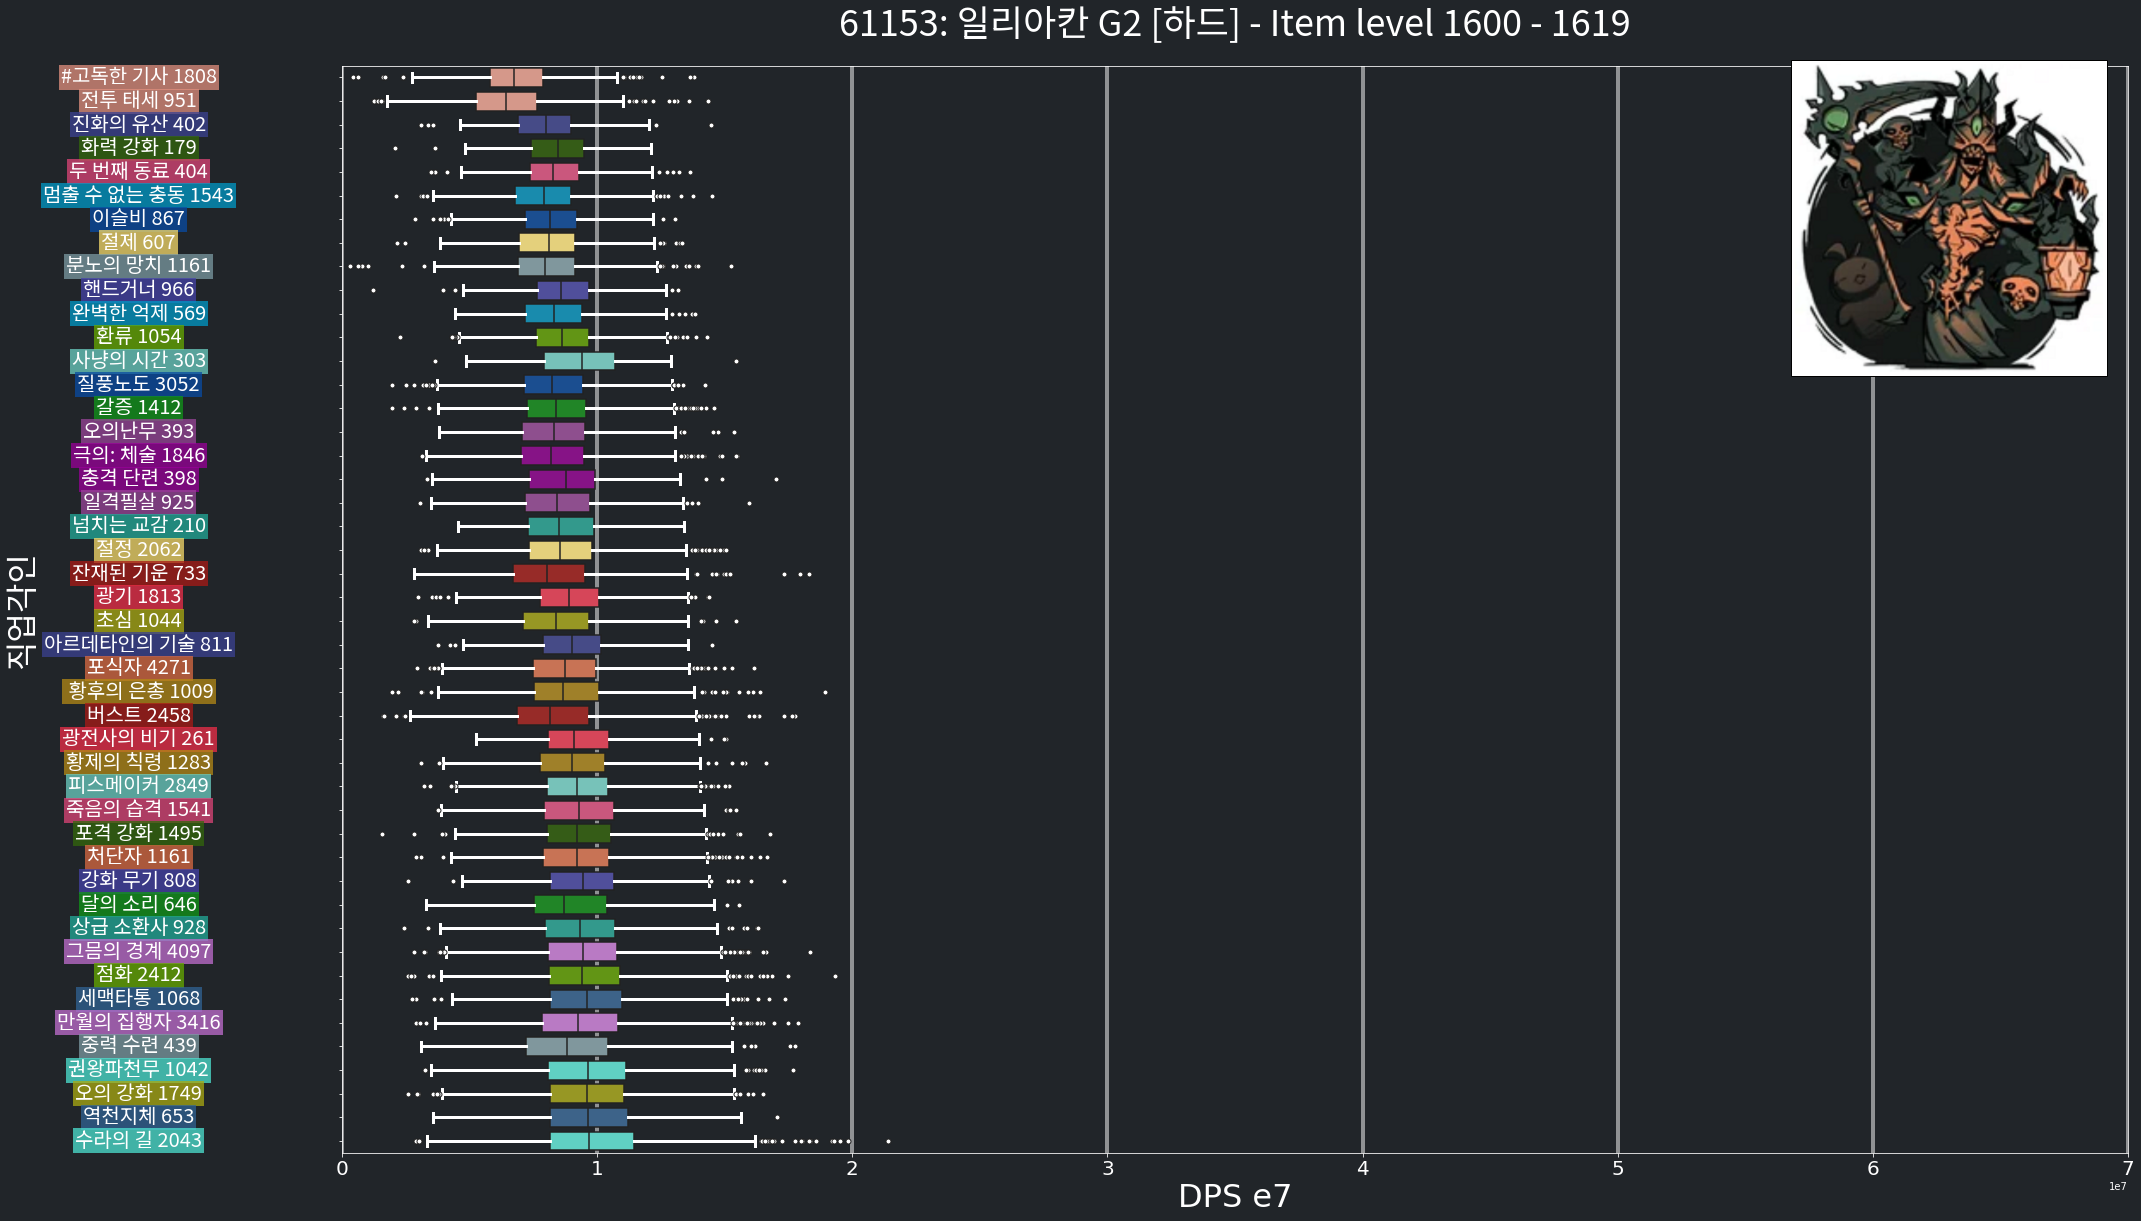 61153: 일리아칸 G2 [하드] - Item level 1600 - 1619
#고독한 기사 1808
전투 태세 951
진화의 유산 402
화력 강화 179
두 번째 동료 404
멈출 수 없는 충동 1543
이슬비 867
절제 607
분노의 망치 1161
핸드거너 966
완벽한 억제 569
환류 1054
사냥의 시간 303
질풍노도 3052
갈증 1412
오의난무 393
극의: 체술 1846
충격 단련 398
일격필살 925
넘치는 교감 210
절정 2062
잔재된 기운 733
광기 1813
초심 1044
아르데타인의 기술 811
포식자 4271
황후의 은총 1009
버스트 2458
광전사의 비기 261
황제의 칙령 1283
피스메이커 2849
죽음의 습격 1541
포격 강화 1495
처단자 1161
강화 무기 808
달의 소리 646
상급 소환사 928
그믐의 경계 4097
점화 2412
세맥타통 1068
만월의 집행자 3416
중력 수련 439
권왕파천무 1042
오의 강화 1749
역천지체 653
수라의 길 2043
직업각인
0 1 2 3 4 5 6 7
DPS e7
1e7